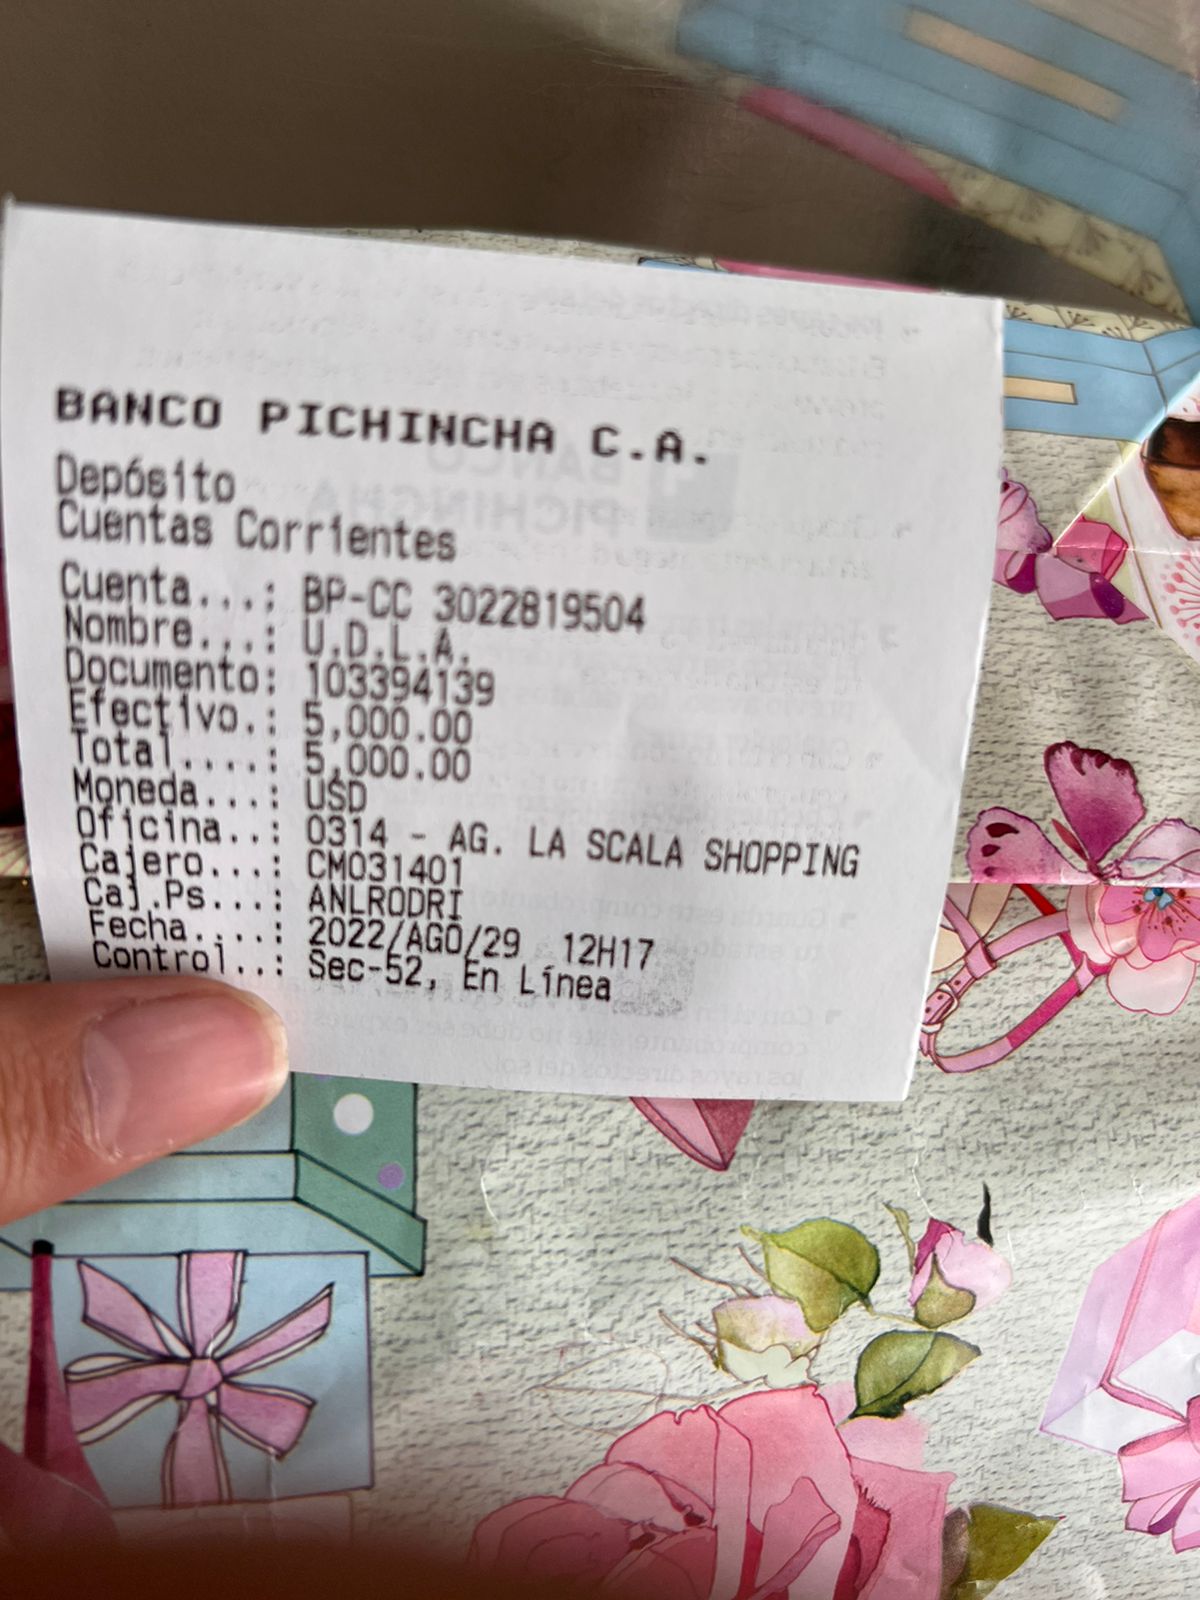 BANCO PICHINCHA C.A.
Depósito
Cuentas Corrientes
Cuenta...: BP-CC 3022819504
Nombre...: U.D.L.A.
Documento: 103394139
Efectivo.: 5,000.00
Total....: 5,000.00
Moneda...: USD
Oficina..: 0314 - AG. LA SCALA SHOPPING
Cajero...: CM031401
Caj.Ps...: ANLRODRI
Fecha....: 2022/AGO/29 12H17
Control..: Sec-52, En Línea